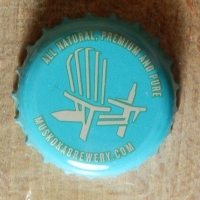 ALL NATURAL, PREMIUM AND PURE
MUSKOKABREWERY.COM